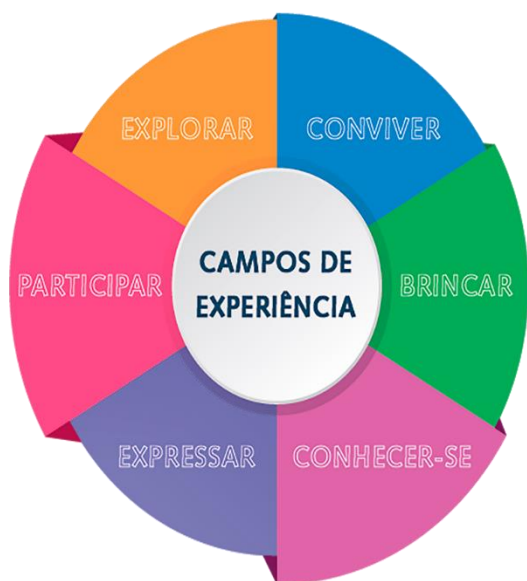 EXPLORAR
CONVIVER
PARTICIPAR
CAMPOS DE
EXPERIÊNCIA
BRINCAR
EXPRESSAR
CONHECER-SE